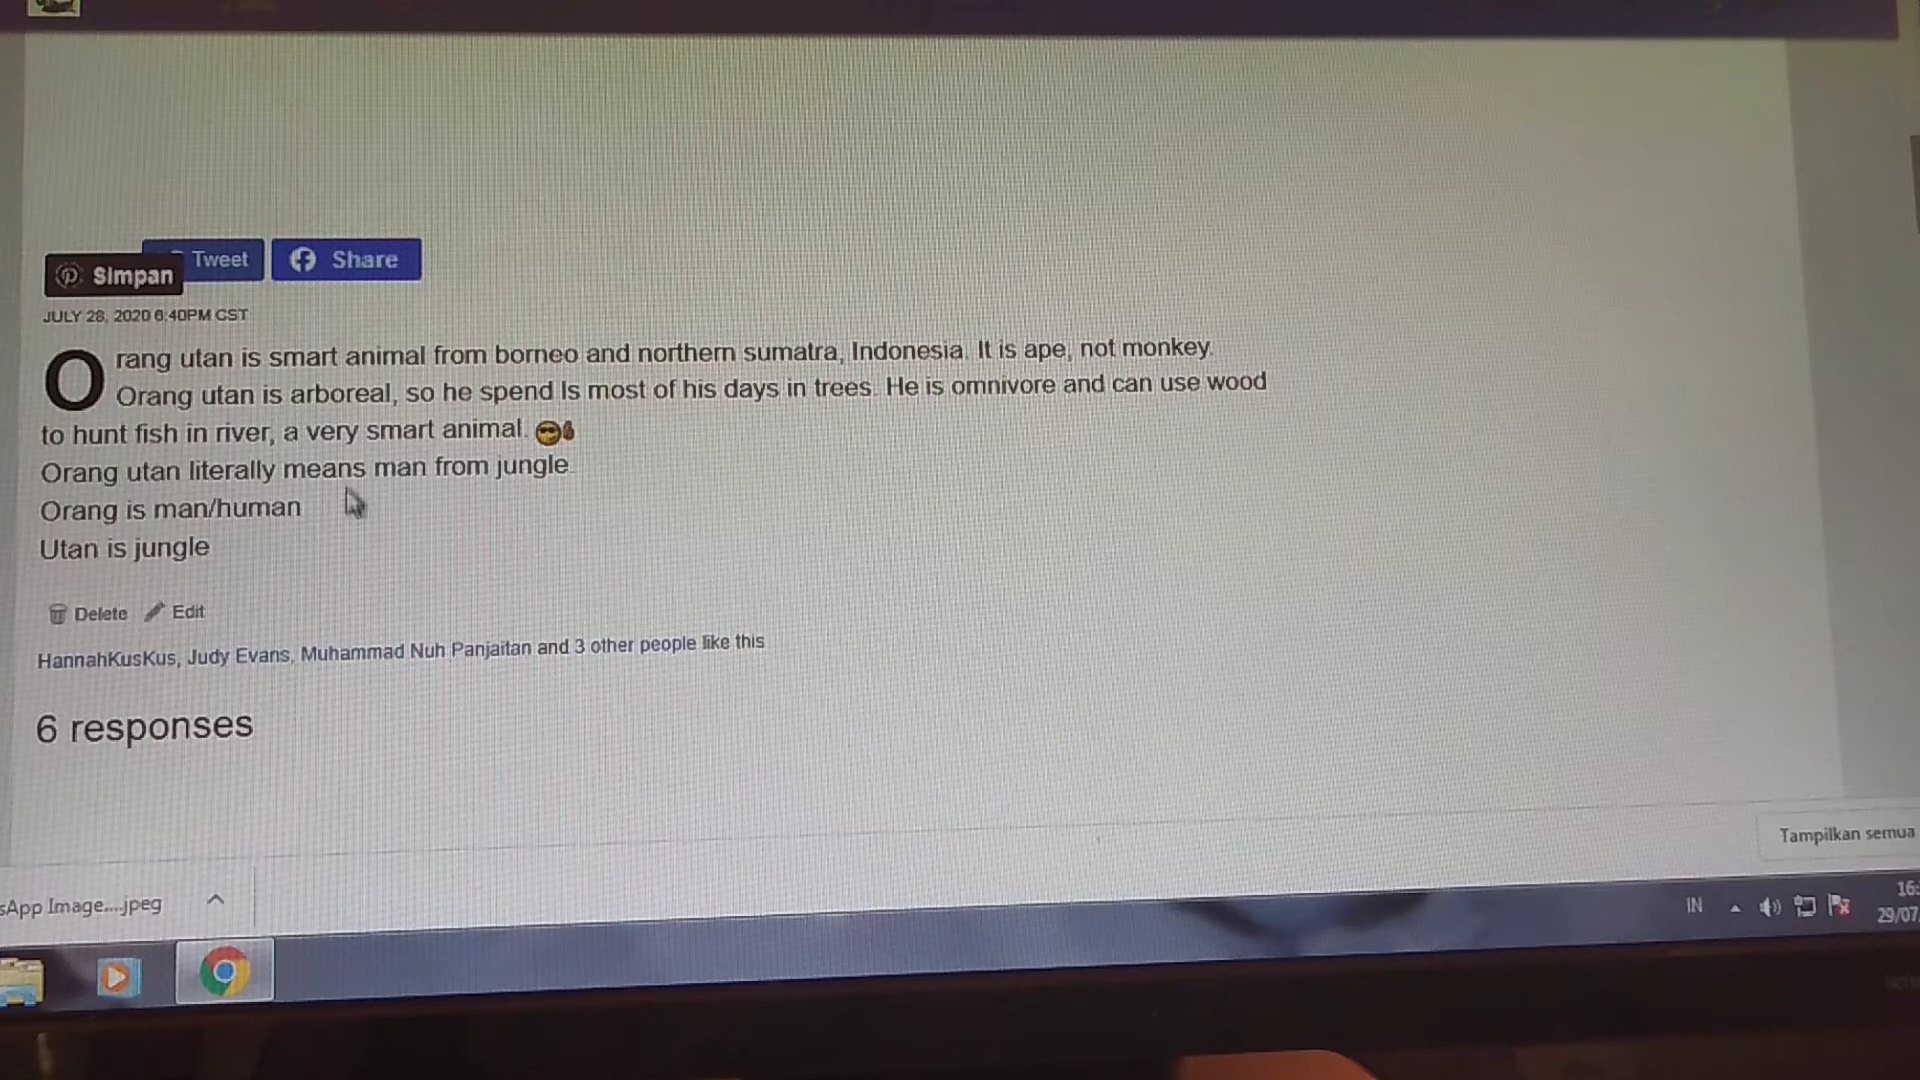 Tweet
Share
Simpan
JULY 28, 2020 6:40PM CST
Orang utan is smart animal from borneo and northern sumatra, Indonesia. It is ape, not monkey.
Orang utan is arboreal, so he spend Is most of his days in trees. He is omnivore and can use wood
to hunt fish in river, a very smart animal.
Orang utan literally means man from jungle.
Orang is man/human
Utan is jungle
Delete Edit
HannahKusKus, Judy Evans, Muhammad Nuh Panjaitan and 3 other people like this
6 responses
Tampilkan semua
sApp Image....jpeg
IN
16:
29/07